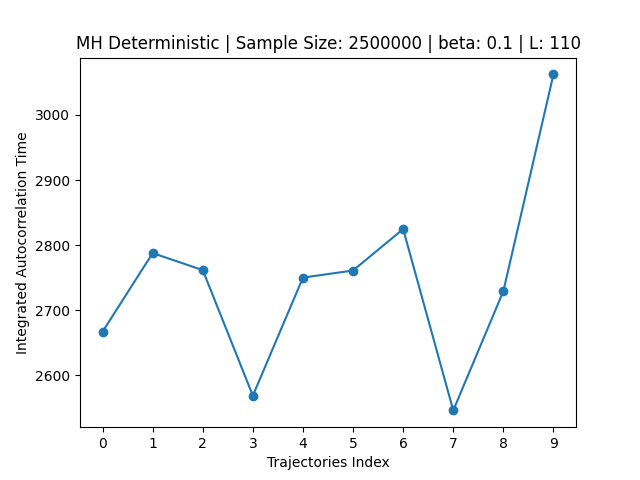 MH Deterministic | Sample Size: 2500000 | beta: 0.1 | L: 110
Integrated Autocorrelation Time
3000
2900
2800
2700
2600
0 1 2 3 4 5 6 7 8 9
Trajectories Index